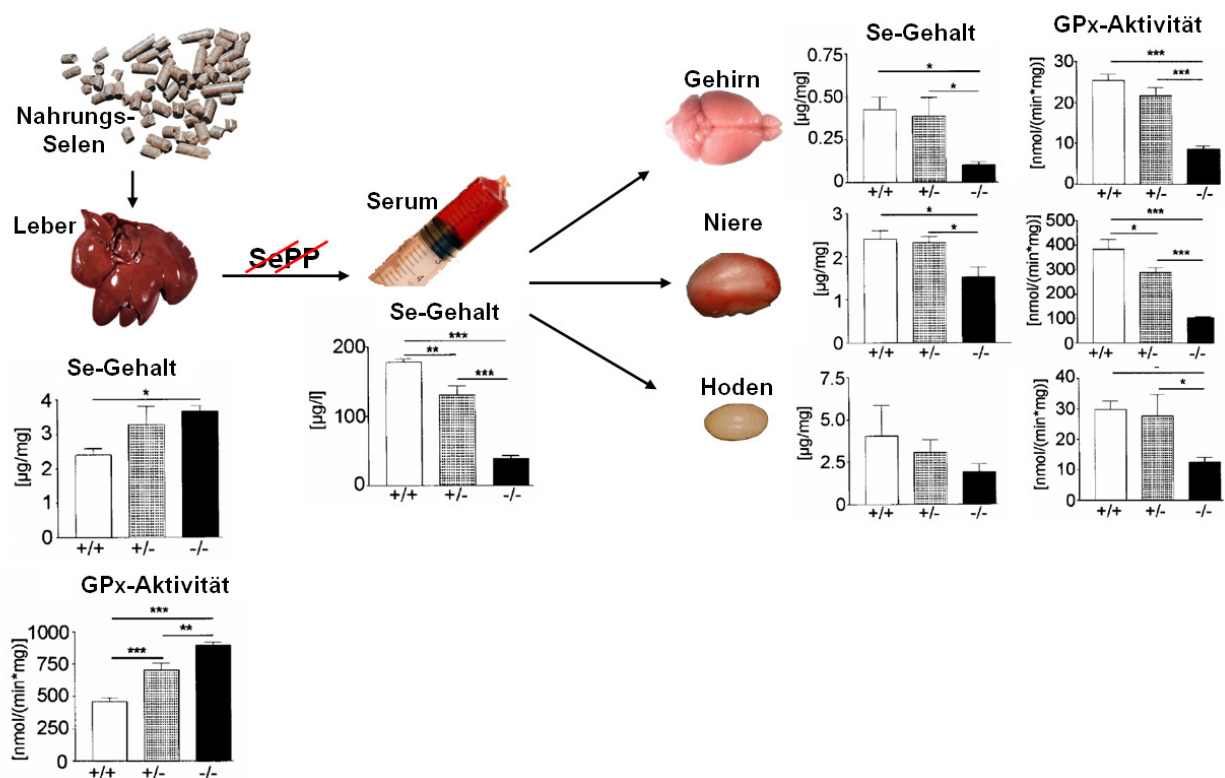 Nahrungs-
Selen
Leber
SePP
Serum
Gehirn
Niere
Hoden
Se-Gehalt
[µg/mg]
4
3
2
1
0
*
+/+ +/- -/-
GPx-Aktivität
[nmol/(min*mg)]
1000
750
500
250
0
***
***
**
+/+ +/- -/-
Se-Gehalt
[µg/l]
200
100
0
***
**
***
+/+ +/- -/-
Se-Gehalt
[µg/mg]
0.75
0.50
0.25
0
*
*
+/+ +/- -/-
[µg/mg]
3
2
1
0
*
*
+/+ +/- -/-
[µg/mg]
7.5
5.0
2.5
0
+/+ +/- -/-
GPx-Aktivität
[nmol/(min*mg)]
30
20
10
0
***
***
+/+ +/- -/-
[nmol/(min*mg)]
500
400
300
200
100
0
***
*
***
+/+ +/- -/-
[nmol/(min*mg)]
40
30
20
10
0
*
+/+ +/- -/-